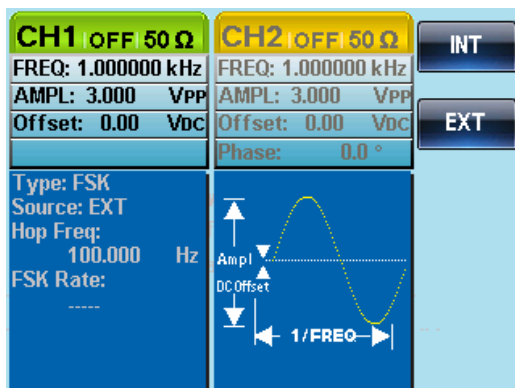 CH1 OFF 50 Ω
FREQ: 1.000000 kHz
AMPL: 3.000 VPP
Offset: 0.00 VDC
CH2 OFF 50 Ω
FREQ: 1.000000 kHz
AMPL: 3.000 VPP
Offset: 0.00 VDC
Phase: 0.0 °
INT
EXT
Type: FSK
Source: EXT
Hop Freq:
100.000 Hz
FSK Rate:
-----
Ampl
DC Offset
1/FREQ